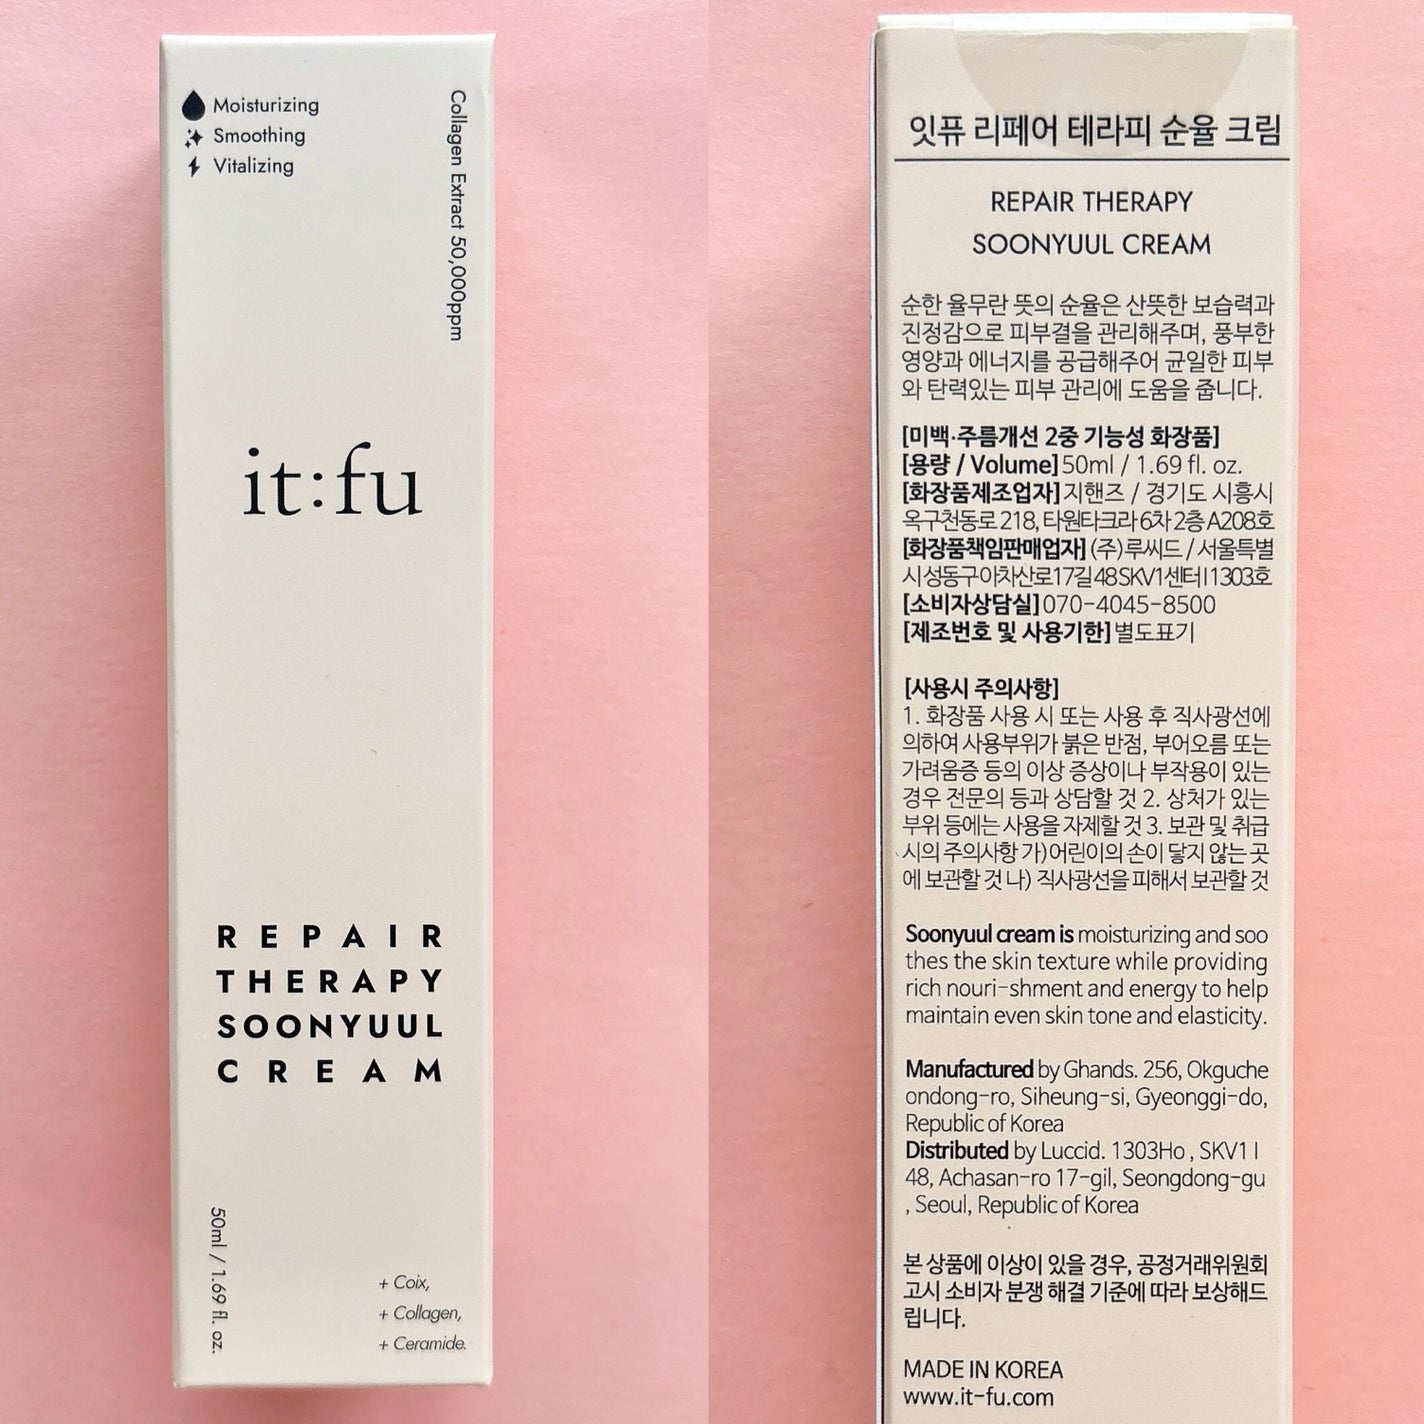 Moisturizing
Smoothing
Vitalizing
Collagen Extract 50,000ppm
it:fu
REPAIR
THERAPY
SOONYUUL
CREAM
50ml / 1.69 fl. oz.
+ Coix,
+ Collagen,
+ Ceramide.
잇퓨 리페어 테라피 순율 크림
REPAIR THERAPY
SOONYUUL CREAM
순한 율무란 뜻의 순율은 산뜻한 보습력과
진정감으로 피부결을 관리해주며, 풍부한
영양과 에너지를 공급해주어 균일한 피부
와 탄력있는 피부 관리에 도움을 줍니다.
[미백·주름개선 2중 기능성 화장품]
[용량 / Volume] 50ml / 1.69 fl. oz.
[화장품제조업자] 지핸즈 / 경기도 시흥시
옥구천동로 218, 타원타크라 6차 2층 A208호
[화장품책임판매업자] (주)루씨드 / 서울특별
시 성동구 아차산로17길 48 SKV1센터 I 1303호
[소비자상담실] 070-4045-8500
[제조번호 및 사용기한] 별도표기
[사용시 주의사항]
1. 화장품 사용 시 또는 사용 후 직사광선에
의하여 사용부위가 붉은 반점, 부어오름 또는
가려움증 등의 이상 증상이나 부작용이 있는
경우 전문의 등과 상담할 것 2. 상처가 있는
부위 등에는 사용을 자제할 것 3. 보관 및 취급
시의 주의사항 가)어린이의 손이 닿지 않는 곳
에 보관할 것 나) 직사광선을 피해서 보관할 것
Soonyuul cream is moisturizing and soo
thes the skin texture while providing
rich nouri-shment and energy to help
maintain even skin tone and elasticity.
Manufactured by Ghands. 256, Okguche
ondong-ro, Siheung-si, Gyeonggi-do,
Republic of Korea
Distributed by Luccid. 1303Ho , SKV1 I
48, Achasan-ro 17-gil, Seongdong-gu
, Seoul, Republic of Korea
본 상품에 이상이 있을 경우, 공정거래위원회
고시 소비자 분쟁 해결 기준에 따라 보상해드
립니다.
MADE IN KOREA
www.it-fu.com